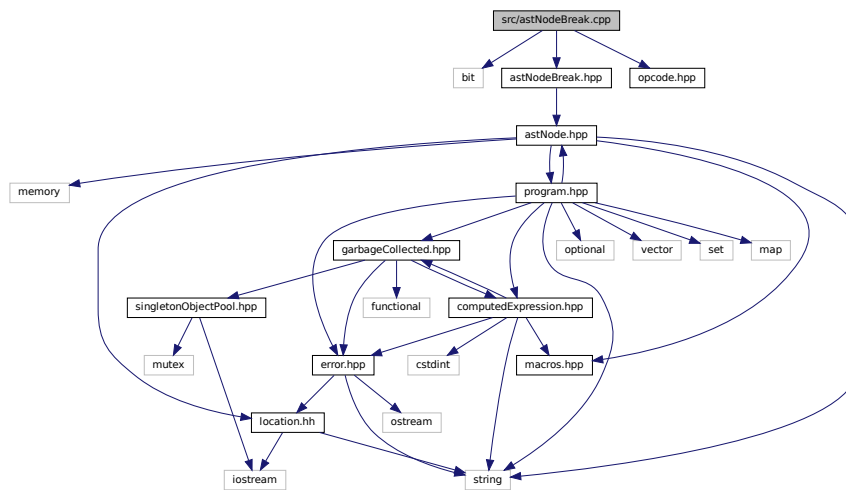 src/astNodeBreak.cpp
bit
astNodeBreak.hpp
opcode.hpp
astNode.hpp
memory
program.hpp
garbageCollected.hpp
optional
vector
set
map
singletonObjectPool.hpp
functional
computedExpression.hpp
mutex
error.hpp
cstdint
macros.hpp
location.hh
ostream
iostream
string